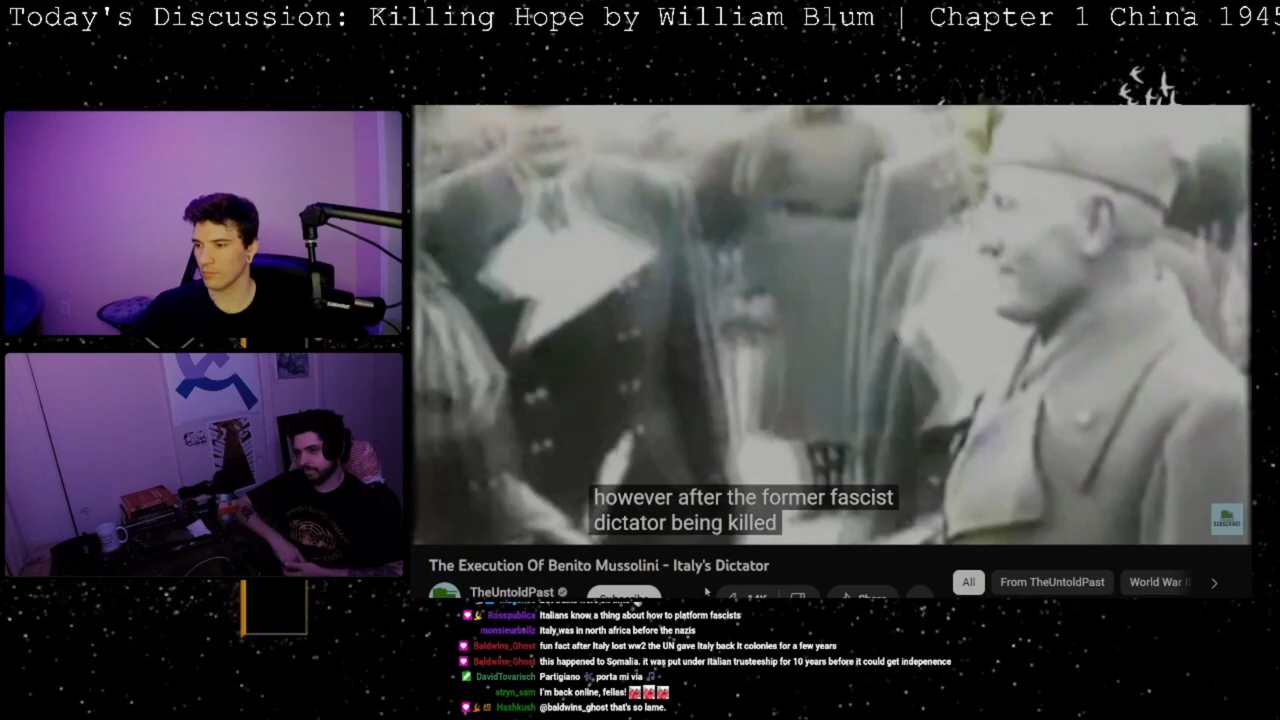 Today's Discussion: Killing Hope by William Blum | Chapter 1 China 1945
however after the former fascist
dictator being killed
SUBSCRIBE!
The Execution Of Benito Mussolini - Italy's Dictator
TheUntoldPast
Subscribe
14K
Share
All
From TheUntoldPast
World War II
Rosspublica Italians know a thing about how to platform fascists
Italy was in north africa before the nazis
Baldwins_Ghost fun fact after Italy lost ww2 the UN gave Italy back it colonies for a few years
Baldwins_Ghost this happened to Somalia. it was put under Italian trusteeship for 10 years before it could get indepenence
DavidTovarisch Partigiano porta mi via
stryn_sam I'm back online, fellas!
Hashkush @baldwins_ghost that's so lame.